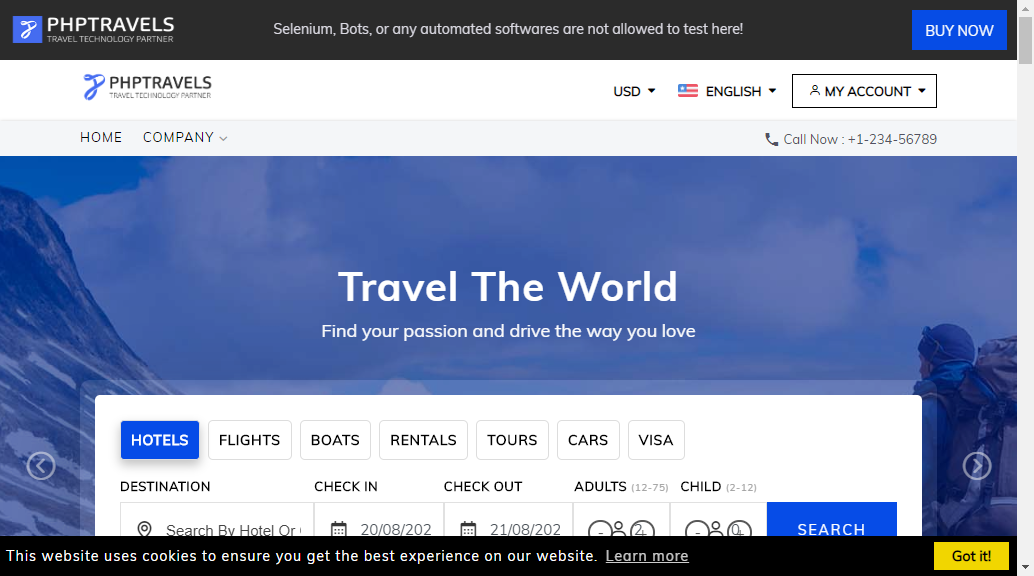 PHPTRAVELS
TRAVEL TECHNOLOGY PARTNER
Selenium, Bots, or any automated softwares are not allowed to test here!
BUY NOW
PHPTRAVELS
TRAVEL TECHNOLOGY PARTNER
USD
ENGLISH
MY ACCOUNT
HOME COMPANY
Call Now : +1-234-56789
Travel The World
Find your passion and drive the way you love
HOTELS FLIGHTS BOATS RENTALS TOURS CARS VISA
DESTINATION CHECK IN CHECK OUT ADULTS (12-75) CHILD (2-12)
Search By Hotel Or 20/08/202 21/08/202 - 2 - 0 SEARCH
This website uses cookies to ensure you get the best experience on our website. Learn more
Got it!